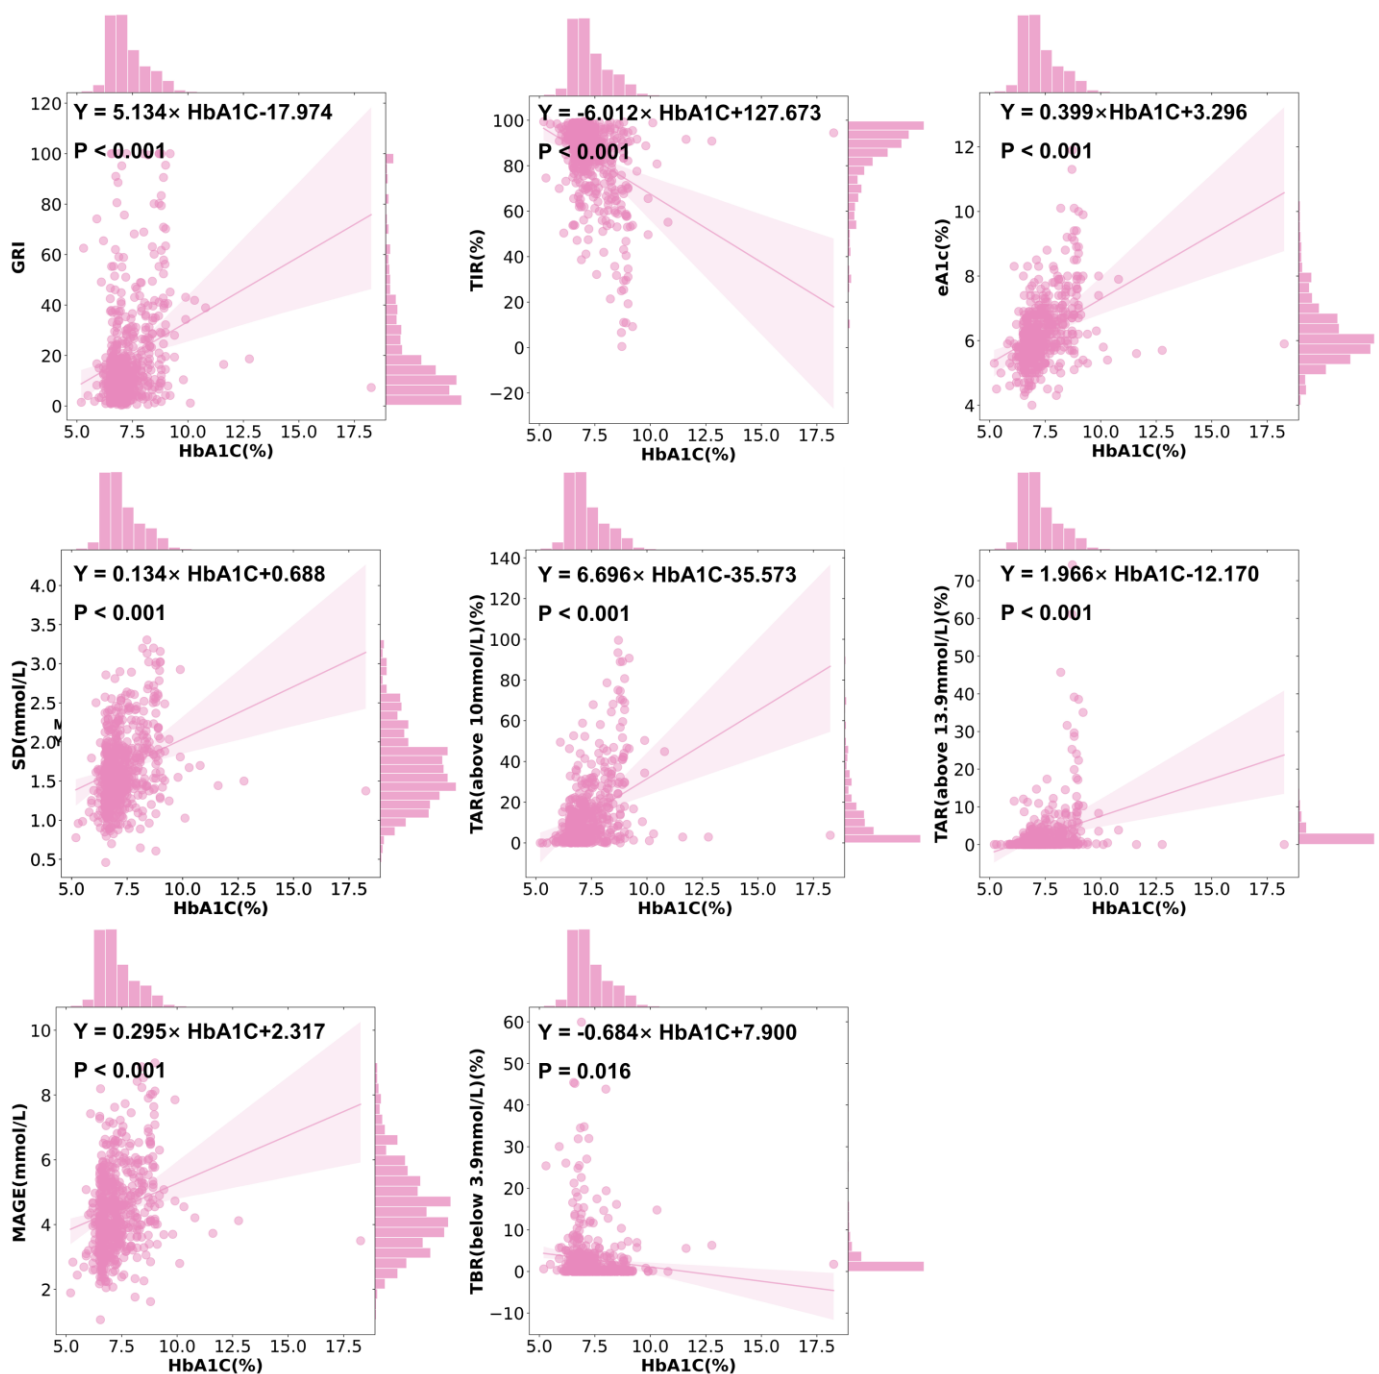 Y = 5.134× HbA1C-17.974
P < 0.001
120
100
80
60
40
20
0
GRI
5.0 7.5 10.0 12.5 15.0 17.5
HbA1C(%)
Y = -6.012× HbA1C+127.673
P < 0.001
100
80
60
40
20
0
−20
TIR(%)
5.0 7.5 10.0 12.5 15.0 17.5
HbA1C(%)
Y = 0.399×HbA1C+3.296
P < 0.001
12
10
8
6
4
eA1c(%)
5.0 7.5 10.0 12.5 15.0 17.5
HbA1C(%)
Y = 0.134× HbA1C+0.688
P < 0.001
4.0
3.5
3.0
2.5
2.0
1.5
1.0
0.5
SD(mmol/L)
5.0 7.5 10.0 12.5 15.0 17.5
HbA1C(%)
Y = 6.696× HbA1C-35.573
P < 0.001
140
120
100
80
60
40
20
0
TAR(above 10mmol/L)(%)
5.0 7.5 10.0 12.5 15.0 17.5
HbA1C(%)
Y = 1.966× HbA1C-12.170
P < 0.001
70
60
50
40
30
20
10
0
TAR(above 13.9mmol/L)(%)
5.0 7.5 10.0 12.5 15.0 17.5
HbA1C(%)
Y = 0.295× HbA1C+2.317
P < 0.001
10
8
6
4
2
MAGE(mmol/L)
5.0 7.5 10.0 12.5 15.0 17.5
HbA1C(%)
Y = -0.684× HbA1C+7.900
P = 0.016
60
50
40
30
20
10
0
−10
TBR(below 3.9mmol/L)(%)
5.0 7.5 10.0 12.5 15.0 17.5
HbA1C(%)